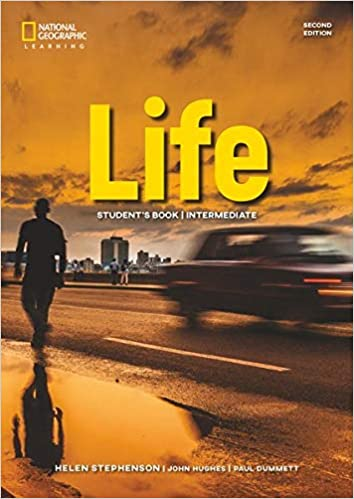 NATIONAL
GEOGRAPHIC
LEARNING
SECOND
EDITION
Life
STUDENT'S BOOK | INTERMEDIATE
HELEN STEPHENSON | JOHN HUGHES | PAUL DUMMETT